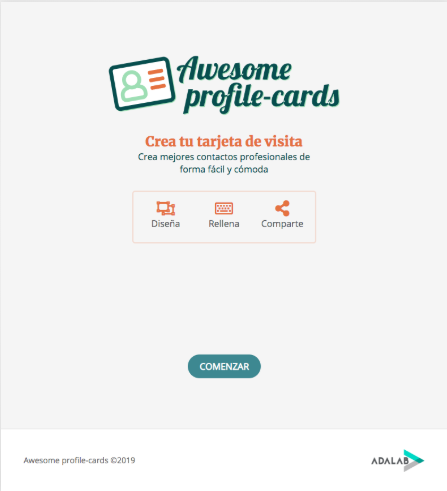 Awesome
profile-cards
Crea tu tarjeta de visita
Crea mejores contactos profesionales de
forma fácil y cómoda
Diseña Rellena Comparte
COMENZAR
Awesome profile-cards ©2019
ADALAB